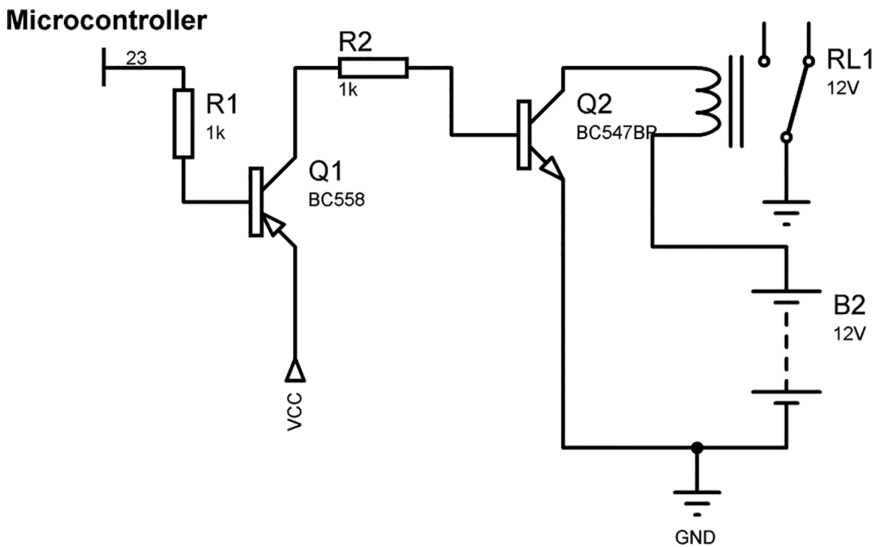 Microcontroller
23
R1
1k
R2
1k
Q1
BC558
VCC
Q2
BC547BP
RL1
12V
B2
12V
GND